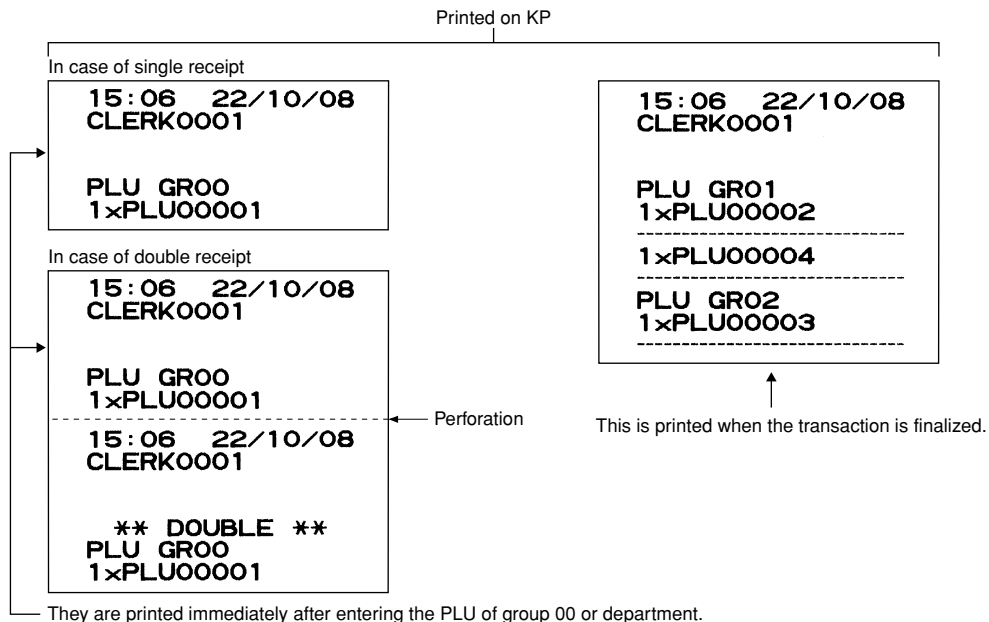 Printed on KP
In case of single receipt
15:06 22/10/08
CLERK0001
PLU GR00
1xPLU00001
In case of double receipt
15:06 22/10/08
CLERK0001
PLU GR00
1xPLU00001
Perforation
15:06 22/10/08
CLERK0001
** DOUBLE **
PLU GR00
1xPLU00001
They are printed immediately after entering the PLU of group 00 or department.
15:06 22/10/08
CLERK0001
PLU GR01
1xPLU00002
1xPLU00004
PLU GR02
1xPLU00003
This is printed when the transaction is finalized.